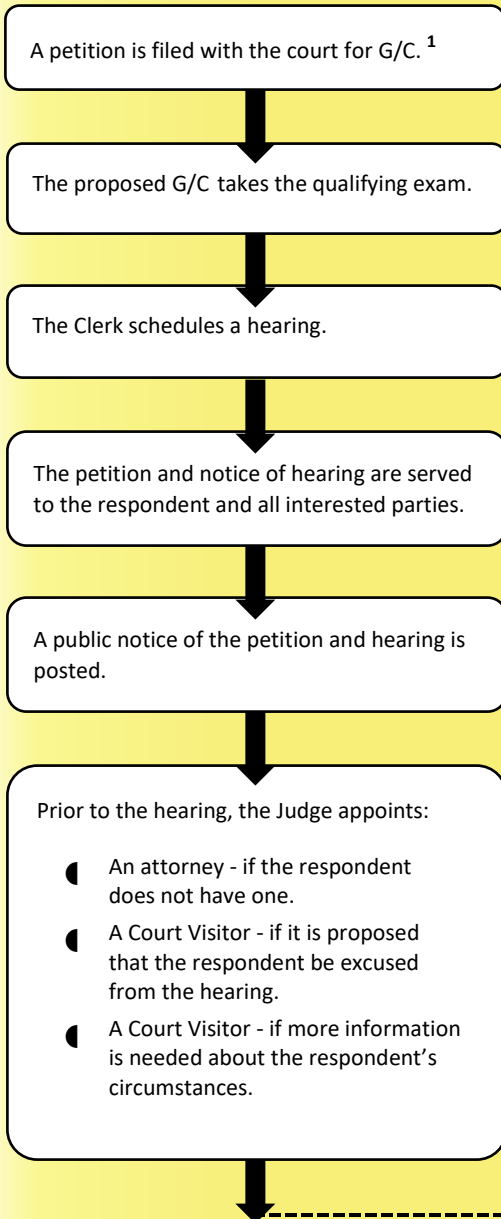 A petition is filed with the court for G/C. 1
The proposed G/C takes the qualifying exam.
The Clerk schedules a hearing.
The petition and notice of hearing are served
to the respondent and all interested parties.
A public notice of the petition and hearing is
posted.
Prior to the hearing, the Judge appoints:
An attorney - if the respondent
does not have one.
A Court Visitor - if it is proposed
that the respondent be excused
from the hearing.
A Court Visitor - if more information
is needed about the respondent’s
circumstances.